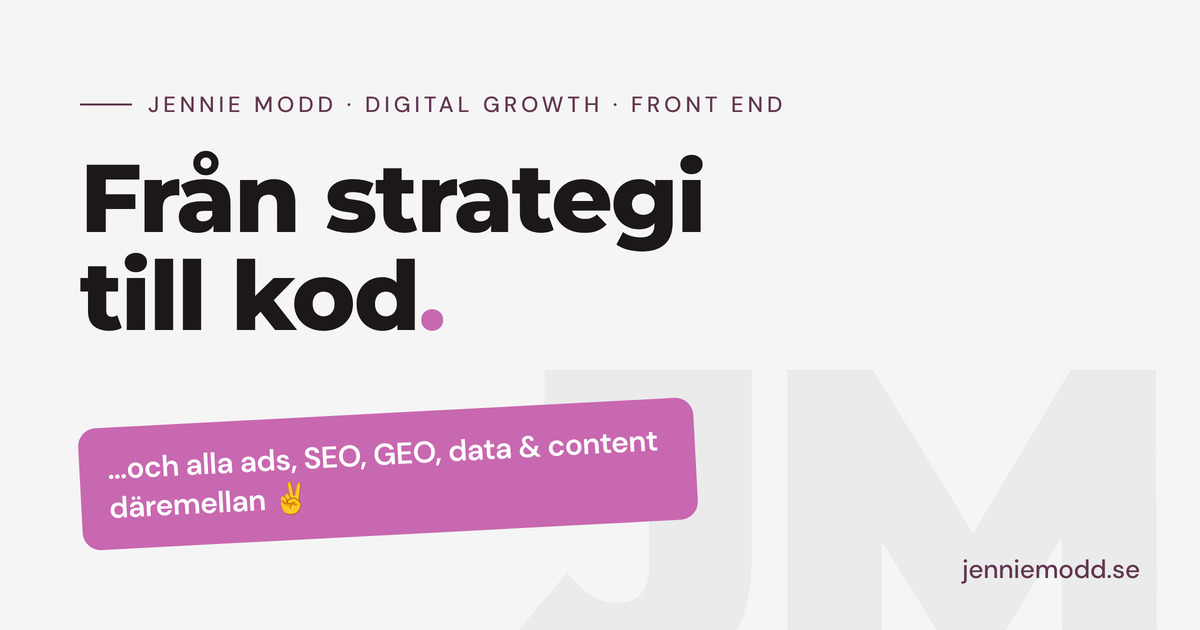 JENNIE MODD · DIGITAL GROWTH · FRONT END
Från strategi
till kod.
...och alla ads, SEO, GEO, data & content
däremellan ✌️
JM
jenniemodd.se